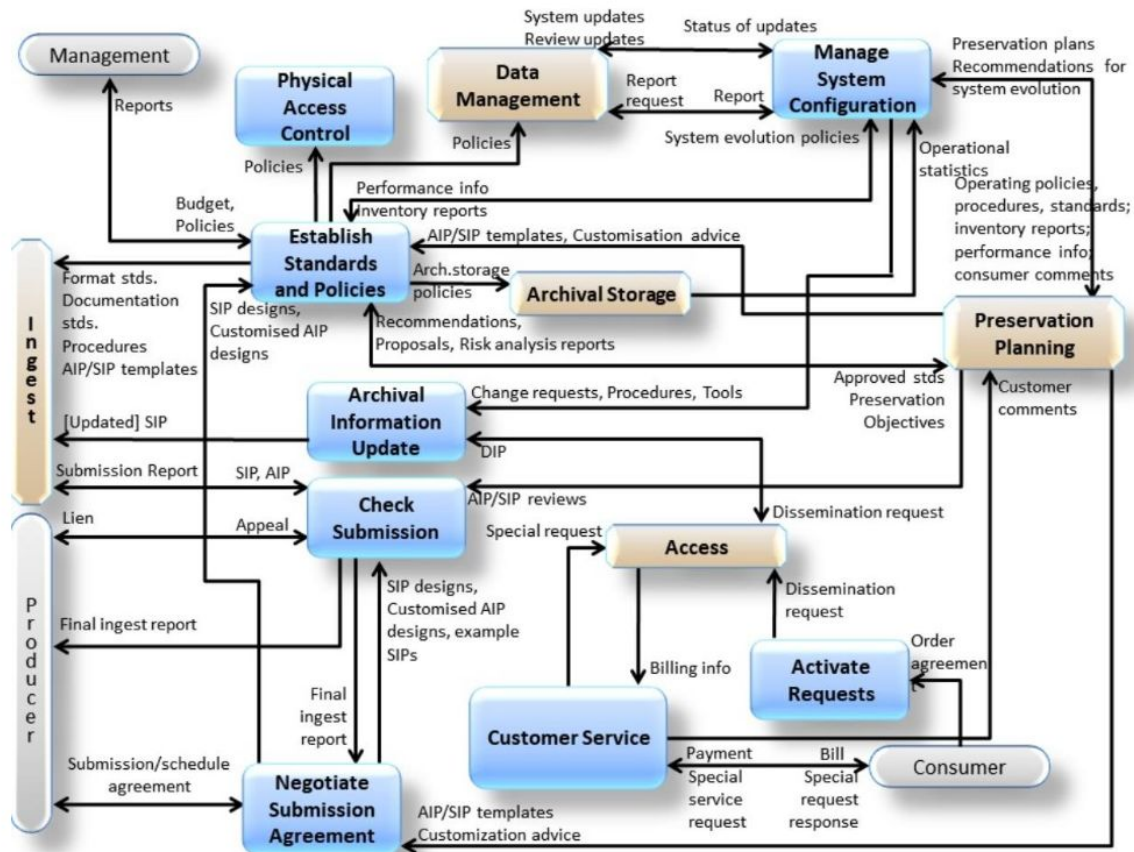 Management
Reports
Physical
Access
Control
Policies
System updates
Review updates
Status of updates
Data
Management
Report
request
Report
Policies
System evolution policies
Manage
System
Configuration
Preservation plans
Recommendations for
system evolution
Operational
statistics
Operating policies,
procedures, standards;
inventory reports;
performance info;
consumer comments
Budget,
Policies
Performance info
inventory reports
Establish
Standards
and Policies
AIP/SIP templates, Customisation advice
Arch.storage
policies
Archival Storage
Preservation
Planning
Ingest
Format stds.
Documentation
stds.
Procedures
AIP/SIP templates
SIP designs,
Customised AIP
designs
Recommendations,
Proposals, Risk analysis reports
Approved stds
Preservation
Objectives
Customer
comments
Archival
Information
Update
Change requests, Procedures, Tools
[Updated] SIP
DIP
Submission Report
SIP, AIP
Check
Submission
AIP/SIP reviews
Lien
Appeal
Special request
Dissemination request
Access
Producer
SIP designs,
Customised AIP
designs, example
SIPs
Dissemination
request
Final ingest report
Final
ingest
report
Billing info
Activate
Requests
Order
agreemen
t
Customer Service
Payment
Special
service
request
Bill
Special
request
response
Consumer
Submission/schedule
agreement
Negotiate
Submission
Agreement
AIP/SIP templates
Customization advice